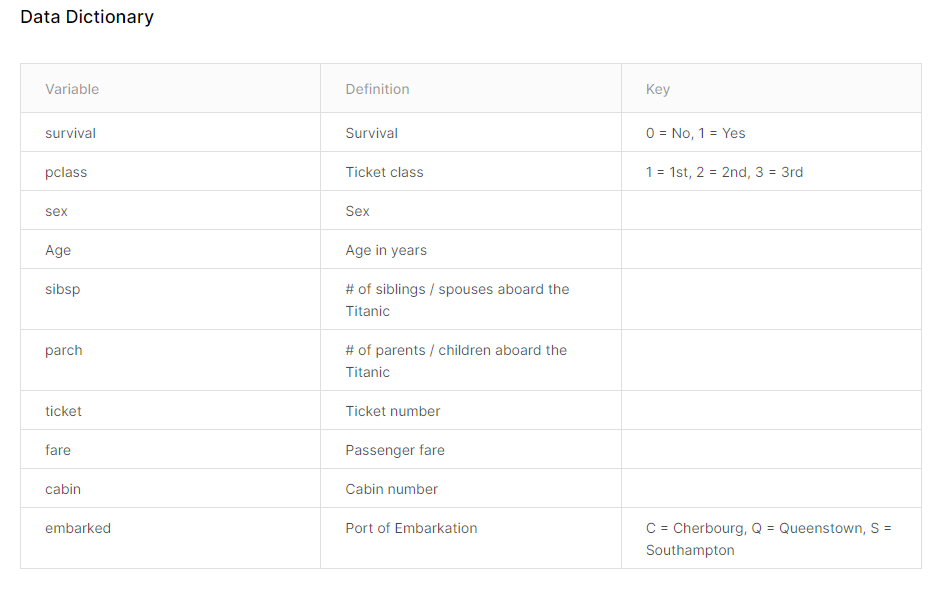 Data Dictionary
Variable Definition Key
survival Survival 0 = No, 1 = Yes
pclass Ticket class 1 = 1st, 2 = 2nd, 3 = 3rd
sex Sex
Age Age in years
sibsp # of siblings / spouses aboard the
Titanic
parch # of parents / children aboard the
Titanic
ticket Ticket number
fare Passenger fare
cabin Cabin number
embarked Port of Embarkation C = Cherbourg, Q = Queenstown, S =
Southampton